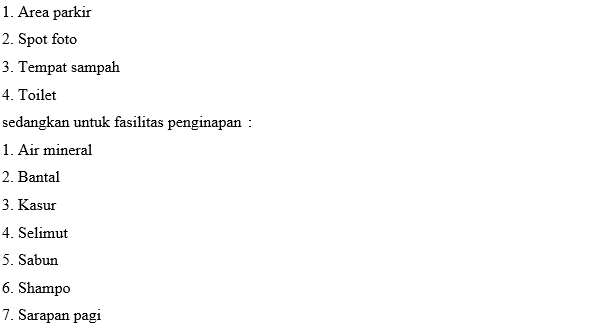 1. Area parkir
2. Spot foto
3. Tempat sampah
4. Toilet
sedangkan untuk fasilitas penginapan :
1. Air mineral
2. Bantal
3. Kasur
4. Selimut
5. Sabun
6. Shampo
7. Sarapan pagi